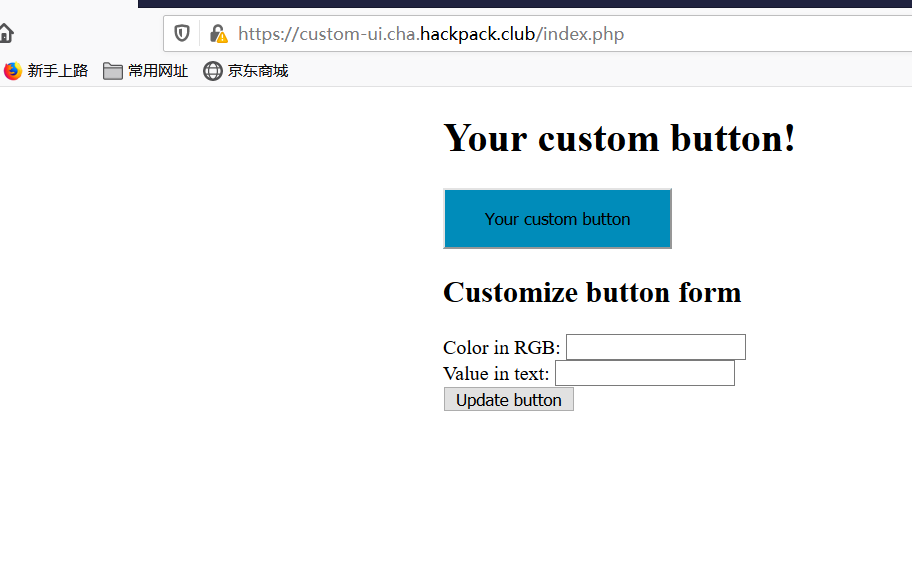 https://custom-ui.cha.hackpack.club/index.php
新手上路 常用网址 京东商城
Your custom button!
Your custom button
Customize button form
Color in RGB:
Value in text:
Update button